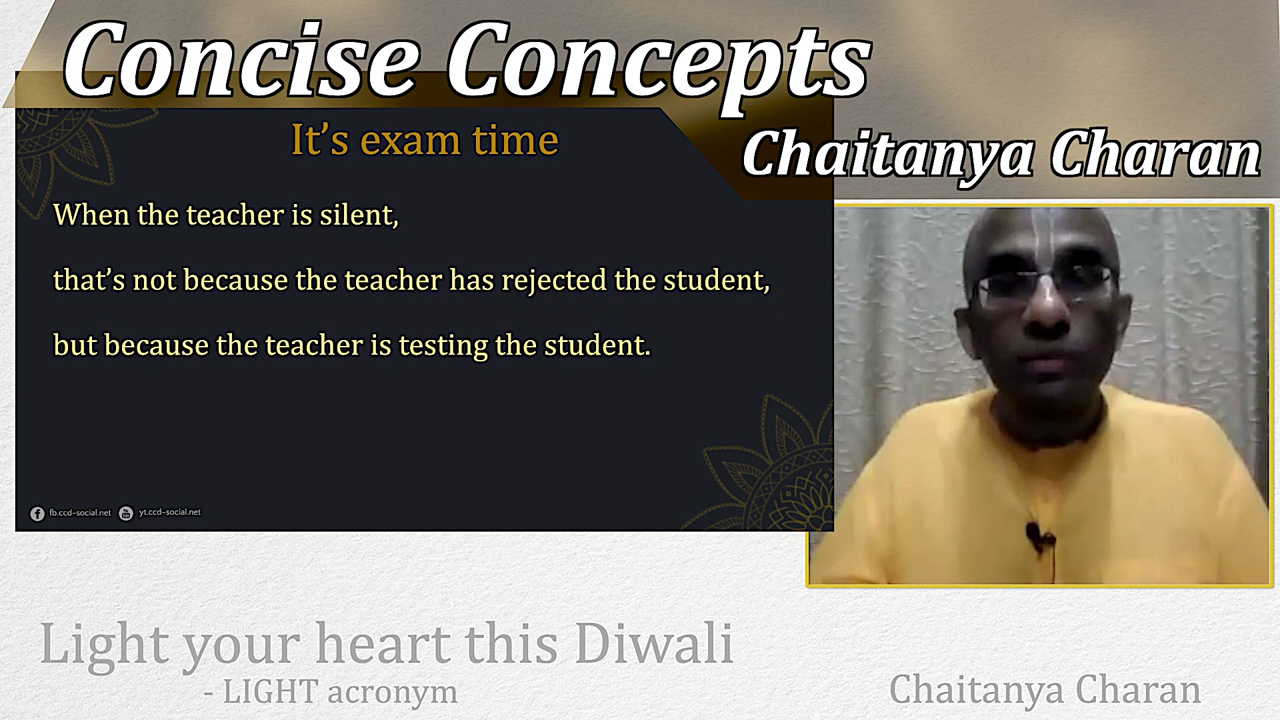 Concise Concepts
Chaitanya Charan
It’s exam time
When the teacher is silent,
that’s not because the teacher has rejected the student,
but because the teacher is testing the student.
fb.ccd-social.net yt.ccd-social.net
Light your heart this Diwali
- LIGHT acronym
Chaitanya Charan